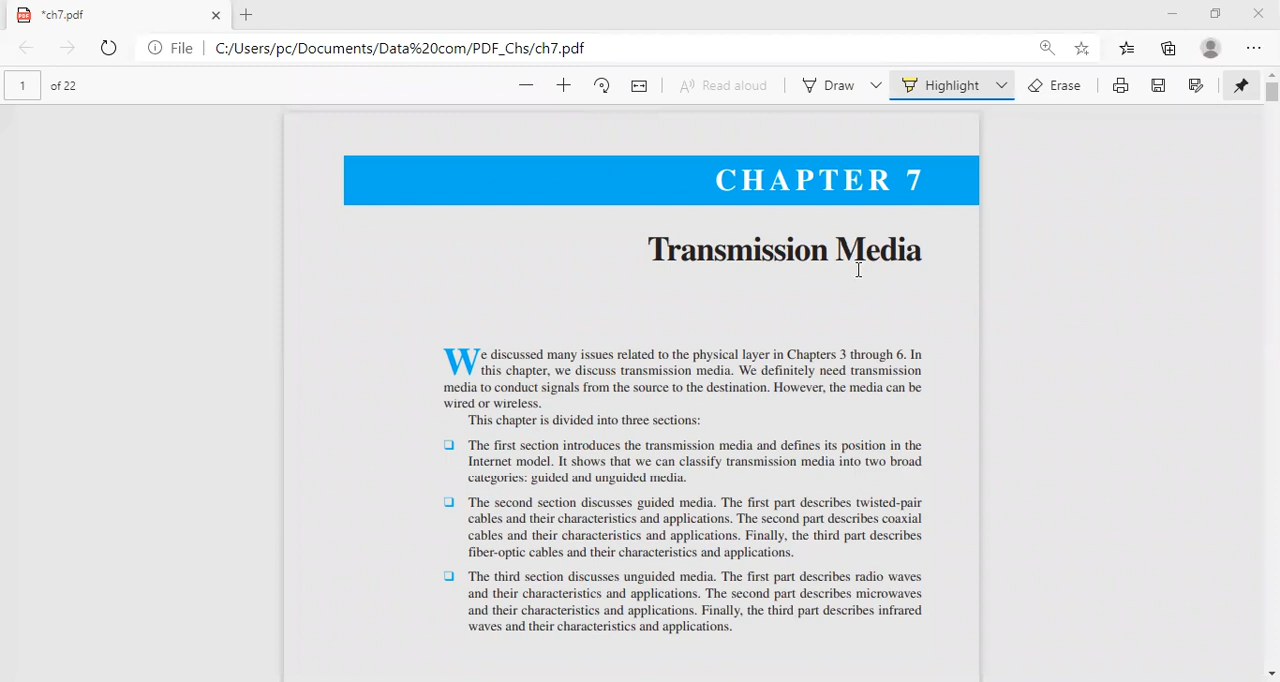 *ch7.pdf
File C:/Users/pc/Documents/Data%20com/PDF_Chs/ch7.pdf
1 of 22 Read aloud Draw Highlight Erase
CHAPTER 7
Transmission Media
We discussed many issues related to the physical layer in Chapters 3 through 6. In
this chapter, we discuss transmission media. We definitely need transmission
media to conduct signals from the source to the destination. However, the media can be
wired or wireless.
This chapter is divided into three sections:
❑ The first section introduces the transmission media and defines its position in the
Internet model. It shows that we can classify transmission media into two broad
categories: guided and unguided media.
❑ The second section discusses guided media. The first part describes twisted-pair
cables and their characteristics and applications. The second part describes coaxial
cables and their characteristics and applications. Finally, the third part describes
fiber-optic cables and their characteristics and applications.
❑ The third section discusses unguided media. The first part describes radio waves
and their characteristics and applications. The second part describes microwaves
and their characteristics and applications. Finally, the third part describes infrared
waves and their characteristics and applications.